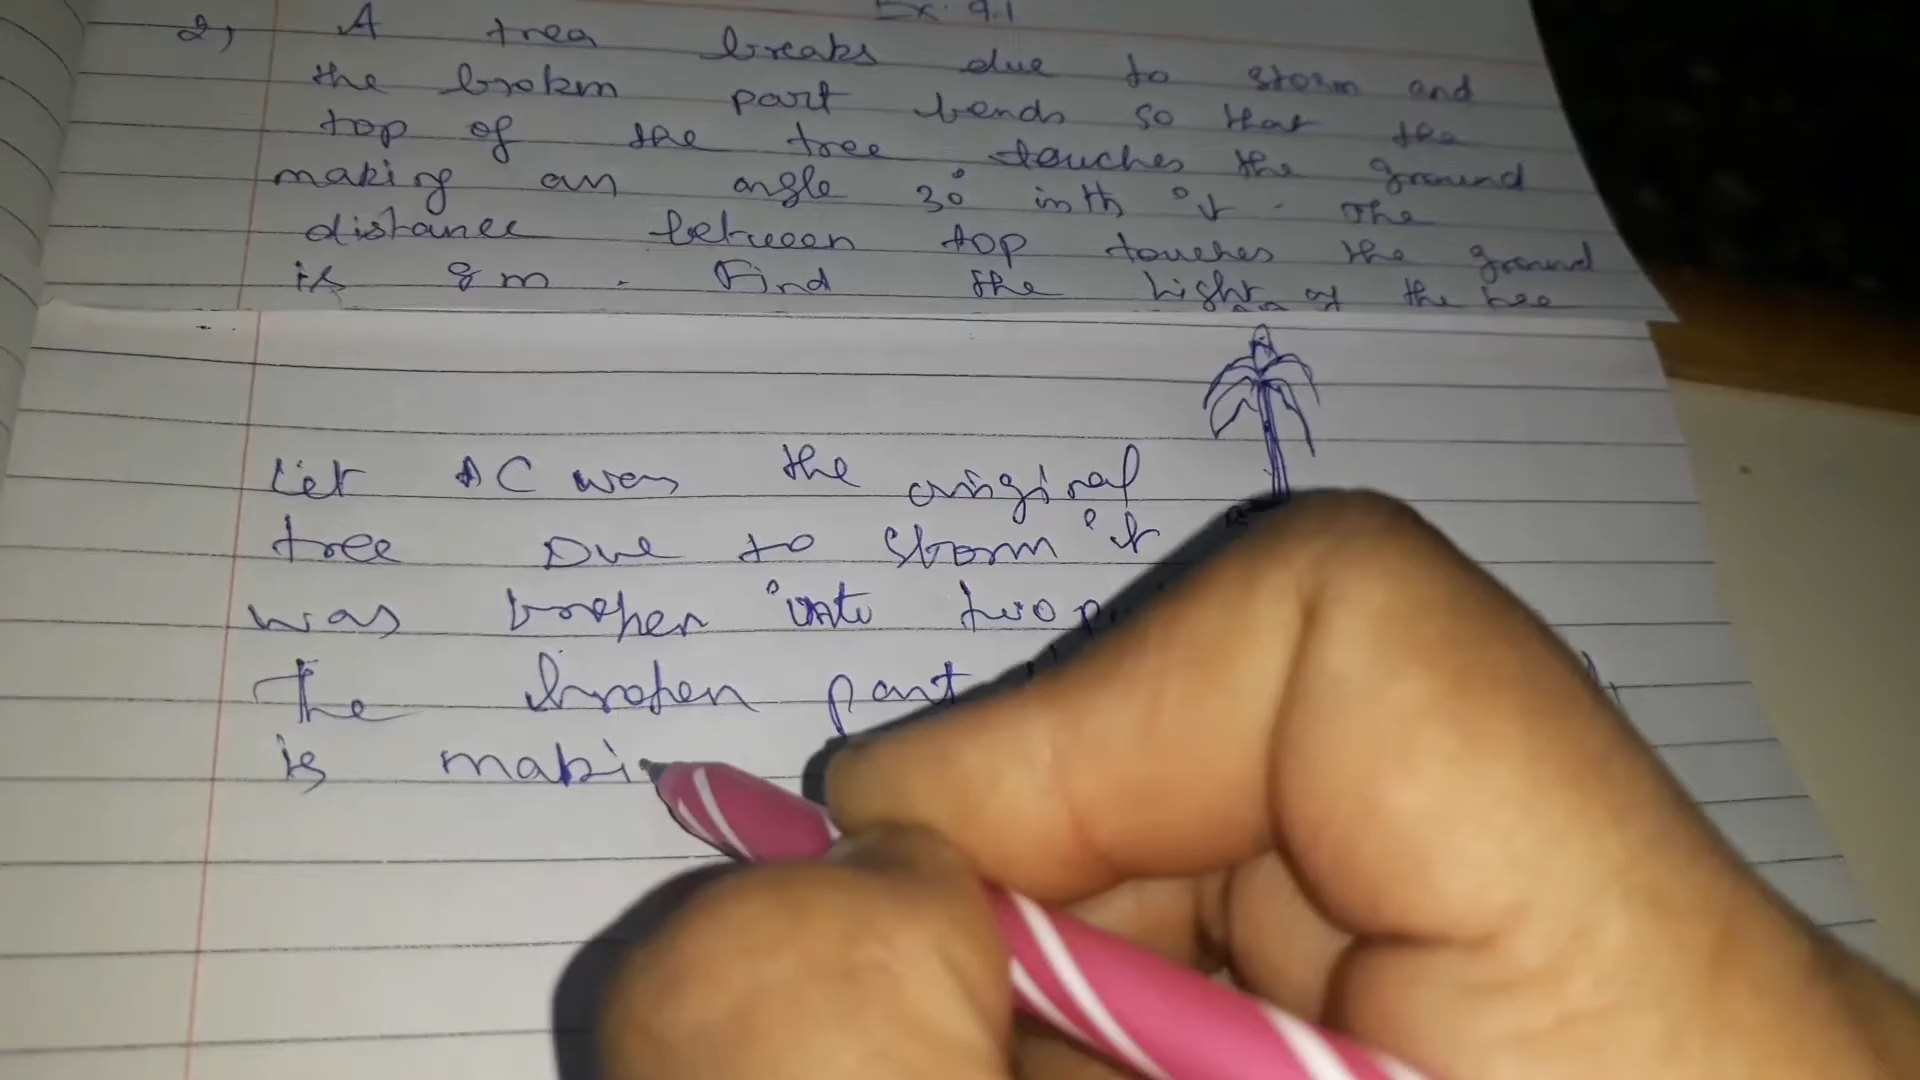 Ex. 9.1
2, A tree breaks due to storm and
the broken part bends so that the
top of the tree touches the ground
making an angle 30° with it. The
distance between top touches the ground
is 8 m. Find the hight of the tree
Let AC was the original
tree Due to storm it
was broken into two
The broken part
is maki